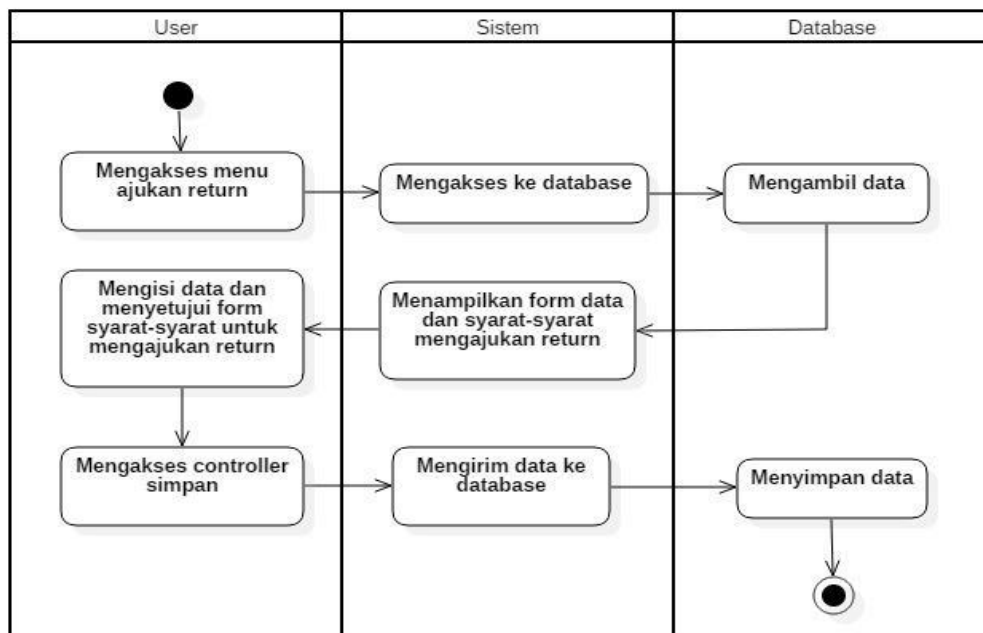 User
Sistem
Database
Mengakses menu
ajukan return
Mengakses ke database
Mengambil data
Mengisi data dan
menyetujui form
syarat-syarat untuk
mengajukan return
Menampilkan form data
dan syarat-syarat
mengajukan return
Mengakses controller
simpan
Mengirim data ke
database
Menyimpan data